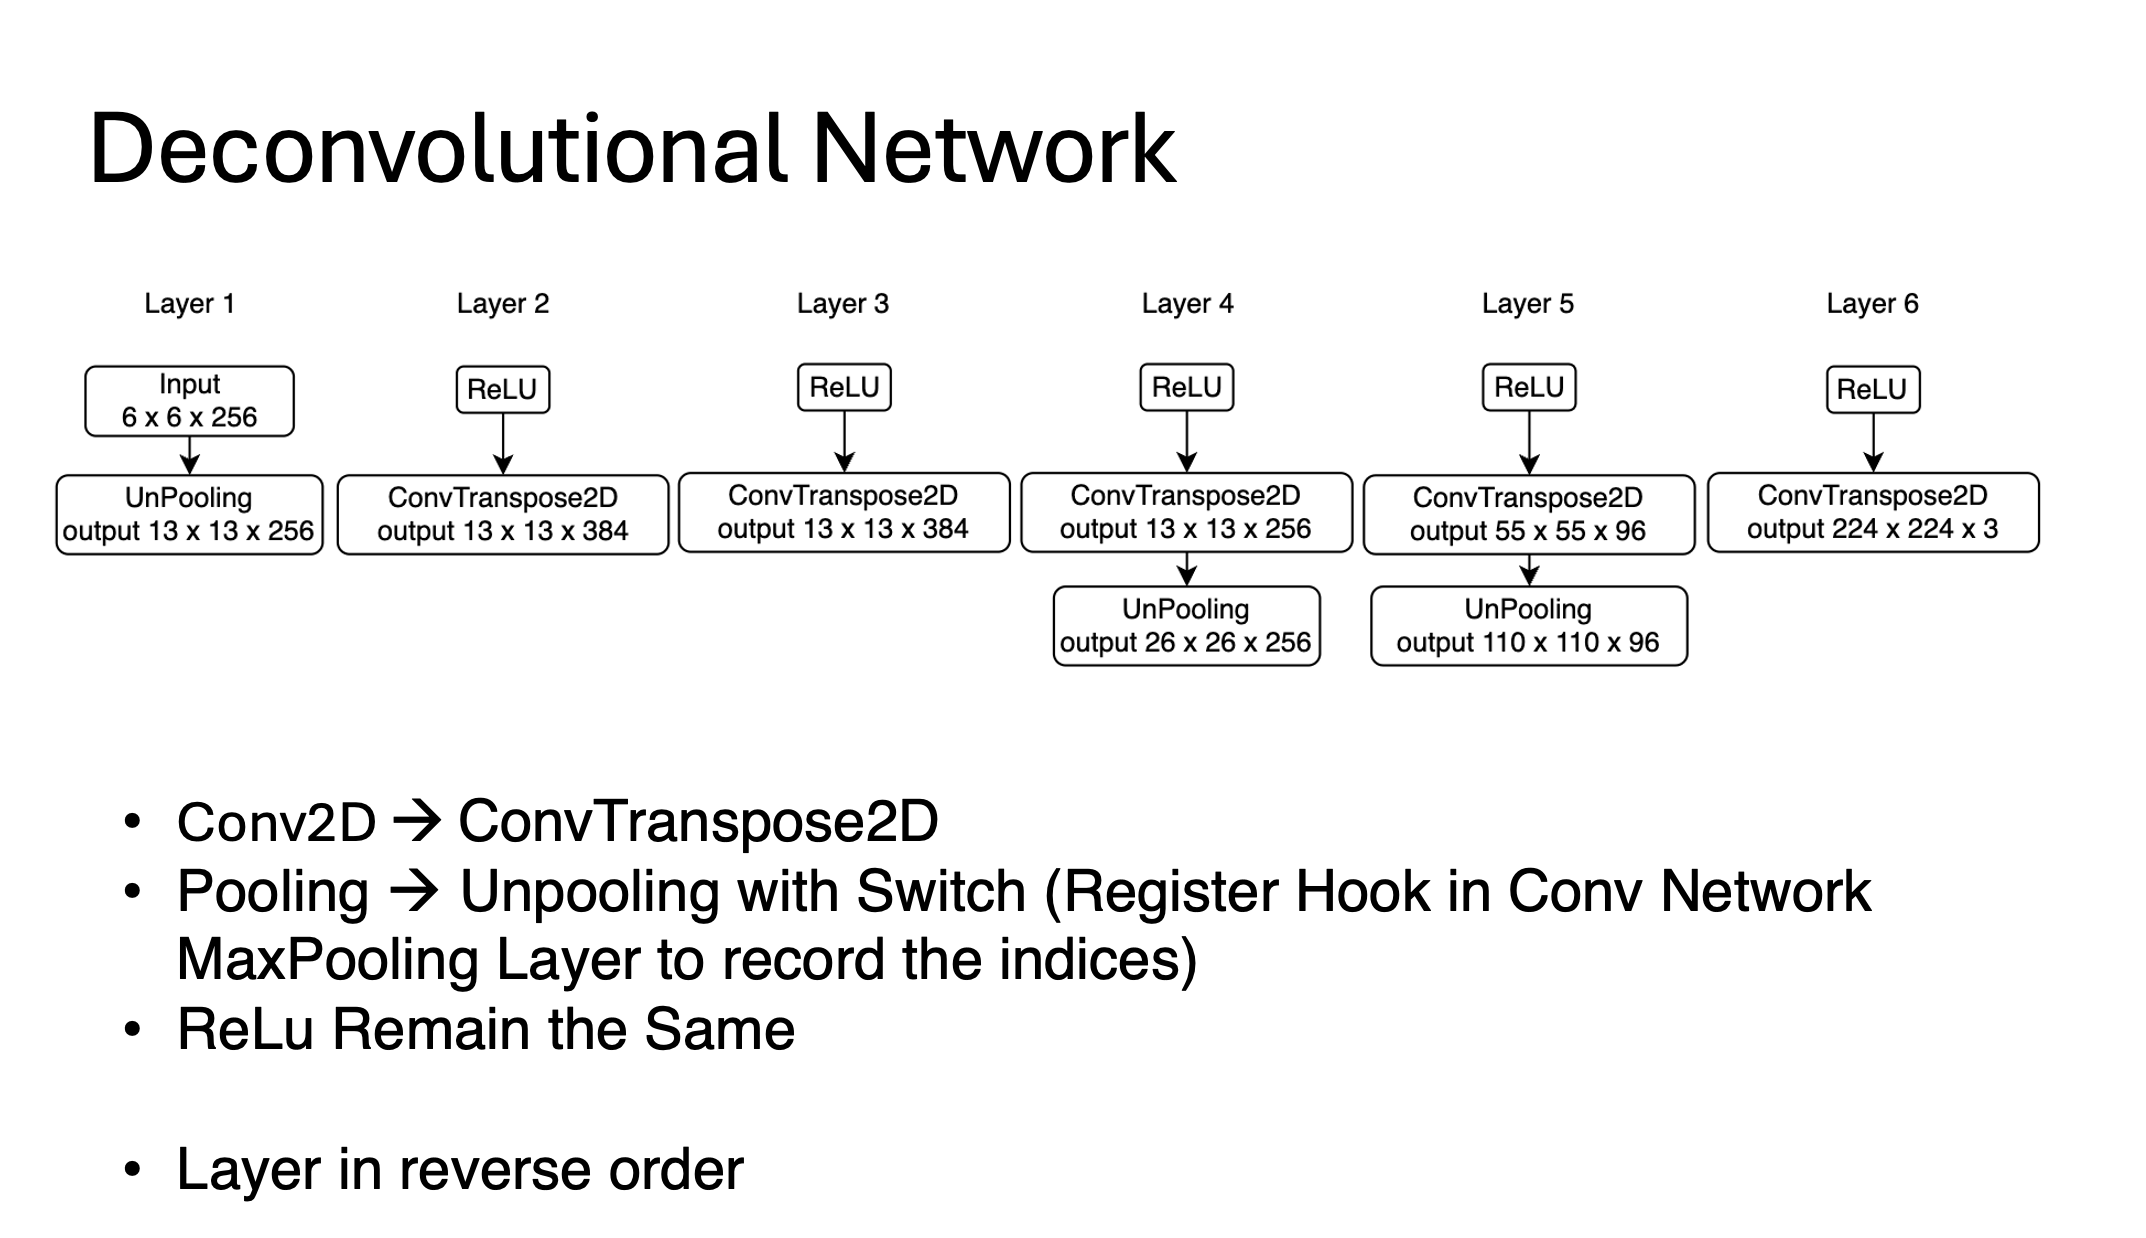 Deconvolutional Network
Layer 1
Layer 2
Layer 3
Layer 4
Layer 5
Layer 6
Input
6 x 6 x 256
ReLU
ReLU
ReLU
ReLU
ReLU
UnPooling
output 13 x 13 x 256
ConvTranspose2D
output 13 x 13 x 384
ConvTranspose2D
output 13 x 13 x 384
ConvTranspose2D
output 13 x 13 x 256
ConvTranspose2D
output 55 x 55 x 96
ConvTranspose2D
output 224 x 224 x 3
UnPooling
output 26 x 26 x 256
UnPooling
output 110 x 110 x 96
• Conv2D → ConvTranspose2D
• Pooling → Unpooling with Switch (Register Hook in Conv Network
MaxPooling Layer to record the indices)
• ReLu Remain the Same
• Layer in reverse order